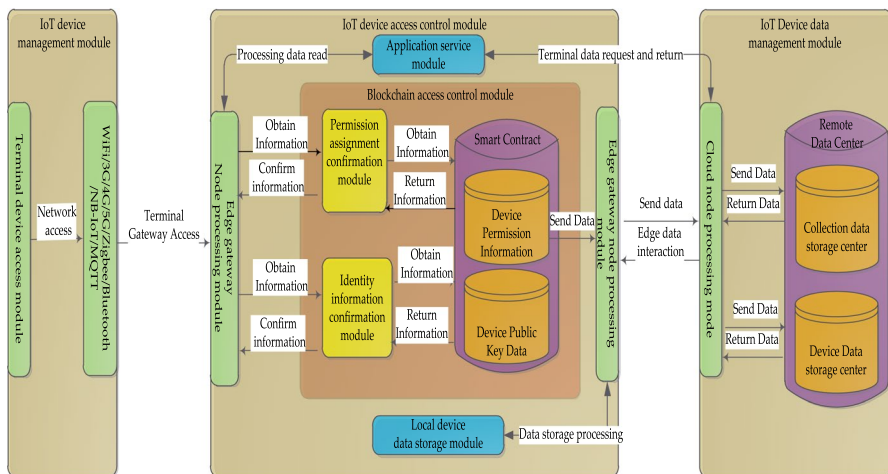 IoT device
management module
Terminal device access module
Network
access
WiFi/3G/4G/5G/Zigbee/Bluetooth
/NB-IoT/MQTT
Terminal
Gateway Access
IoT device access control module
Processing data read
Application service
module
Terminal data request and return
Blockchain access control module
Edge gateway
Node processing module
Obtain
Information
Confirm
information
Permission
assignment
confirmation
module
Obtain
Information
Return
Information
Obtain
Information
Confirm
information
Identity
information
confirmation
module
Obtain
Information
Return
Information
Smart Contract
Device
Permission
Information
Device Public
Key Data
Send Data
Edge gateway node processing
module
Local device
data storage module
Data storage processing
Send data
Edge data
interaction
IoT Device data
management module
Cloud node processing mode
Send Data
Return Data
Send Data
Return Data
Remote
Data Center
Collection data
storage center
Device Data
storage center